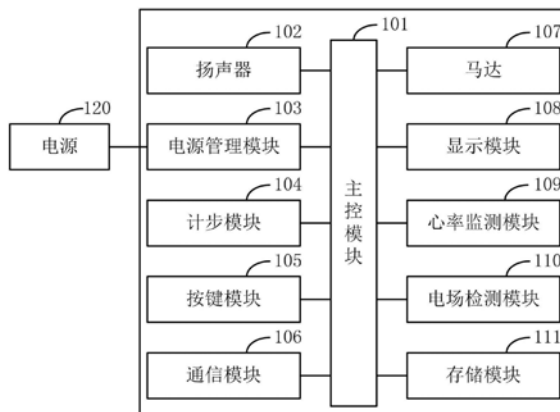 101
102
扬声器
107
马达
120
电源
103
电源管理模块
108
显示模块
104
计步模块
主控模块
109
心率监测模块
105
按键模块
110
电场检测模块
106
通信模块
111
存储模块